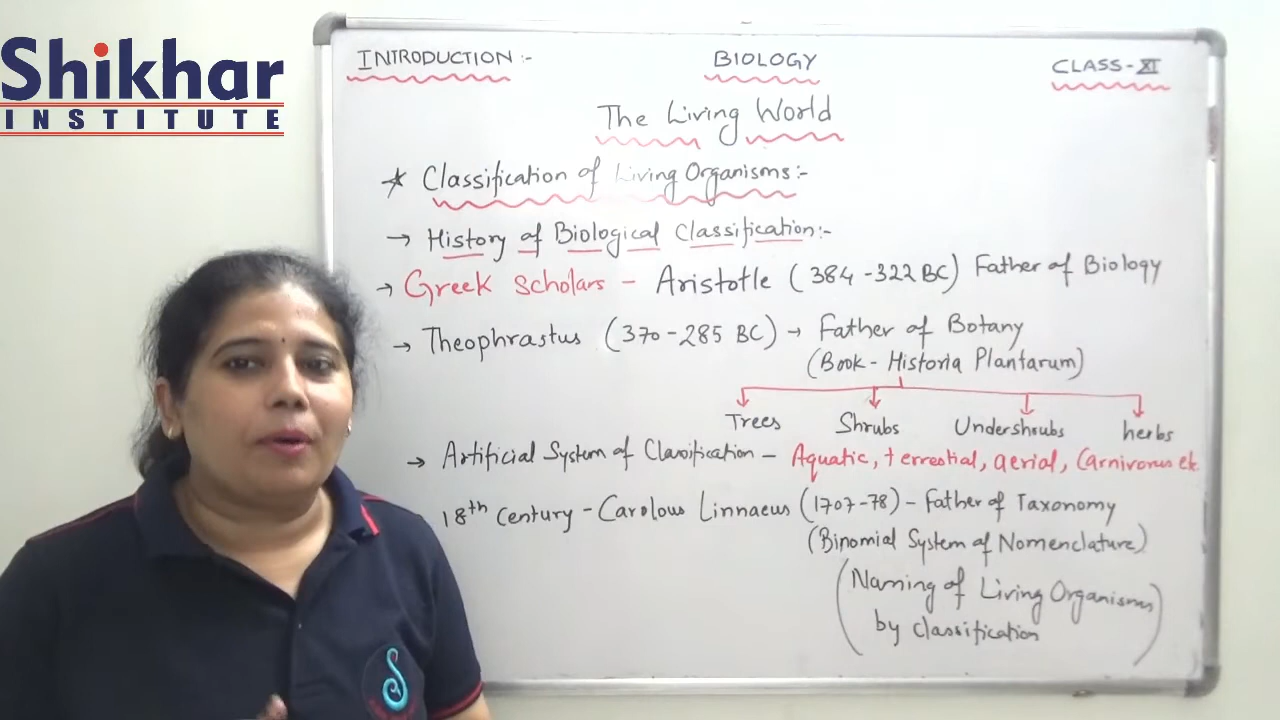 Shikhar
INSTITUTE
INTRODUCTION:-
BIOLOGY
CLASS-XI
The Living World
* Classification of Living Organisms:-
→ History of Biological Classification:-
→ Greek Scholars - Aristotle (384-322 BC) Father of Biology
→ Theophrastus (370-285 BC) → Father of Botany
(Book - Historia Plantarum)
Trees Shrubs Undershrubs herbs
→ Artificial System of Classification - Aquatic, terrestrial, aerial, Carnivorus etc
18th Century - Carolous Linnaeus (1707-78) - Father of Taxonomy
(Binomial System of Nomenclature)
(Naming of Living Organisms
by classification)